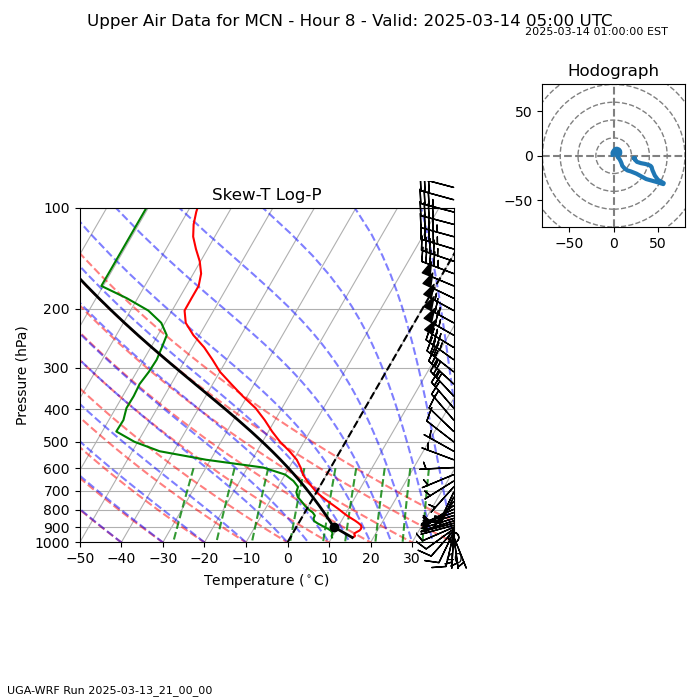 Upper Air Data for MCN - Hour 8 - Valid: 2025-03-14 05:00 UTC
2025-03-14 01:00:00 EST
Hodograph
50
0
−50
−50 0 50
Skew-T Log-P
Pressure (hPa)
100
200
300
400
500
600
700
800
900
1000
−50 −40 −30 −20 −10 0 10 20 30
Temperature (°C)
UGA-WRF Run 2025-03-13_21_00_00